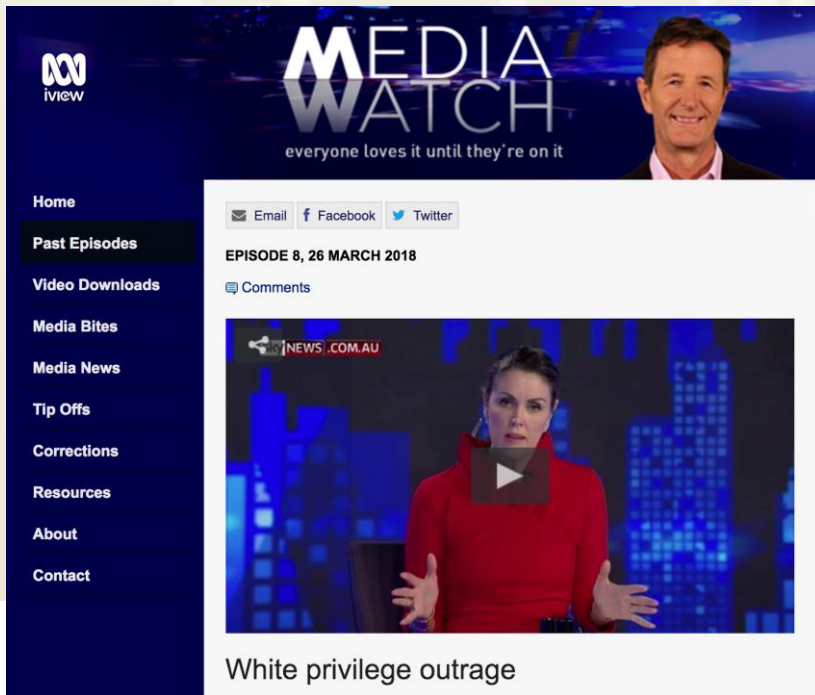 MEDIA
WATCH
everyone loves it until they're on it
iview
Home
Past Episodes
Video Downloads
Media Bites
Media News
Tip Offs
Corrections
Resources
About
Contact
Email Facebook Twitter
EPISODE 8, 26 MARCH 2018
Comments
sky NEWS.COM.AU
White privilege outrage